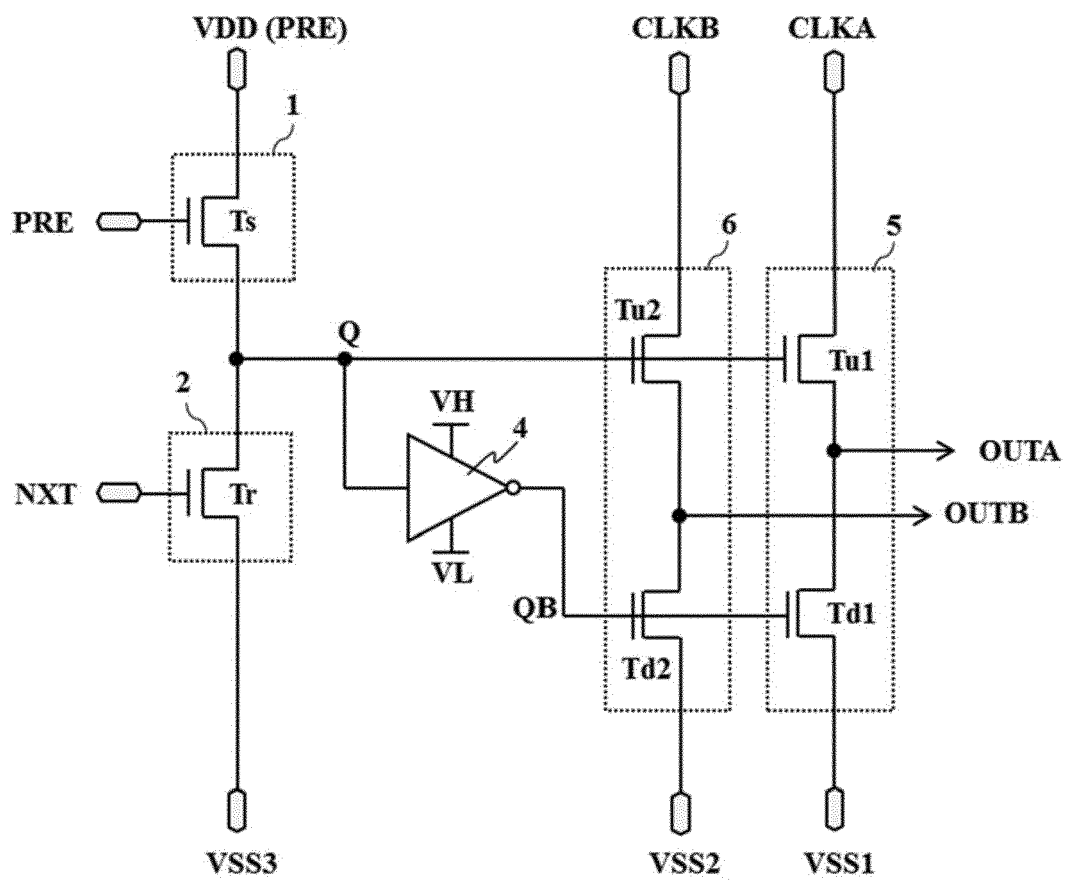 VDD (PRE)
CLKB
CLKA
1
PRE
Ts
6
5
Tu2
Q
Tu1
2
VH
4
OUTA
NXT
Tr
OUTB
VL
QB
Td1
Td2
VSS3
VSS2
VSS1